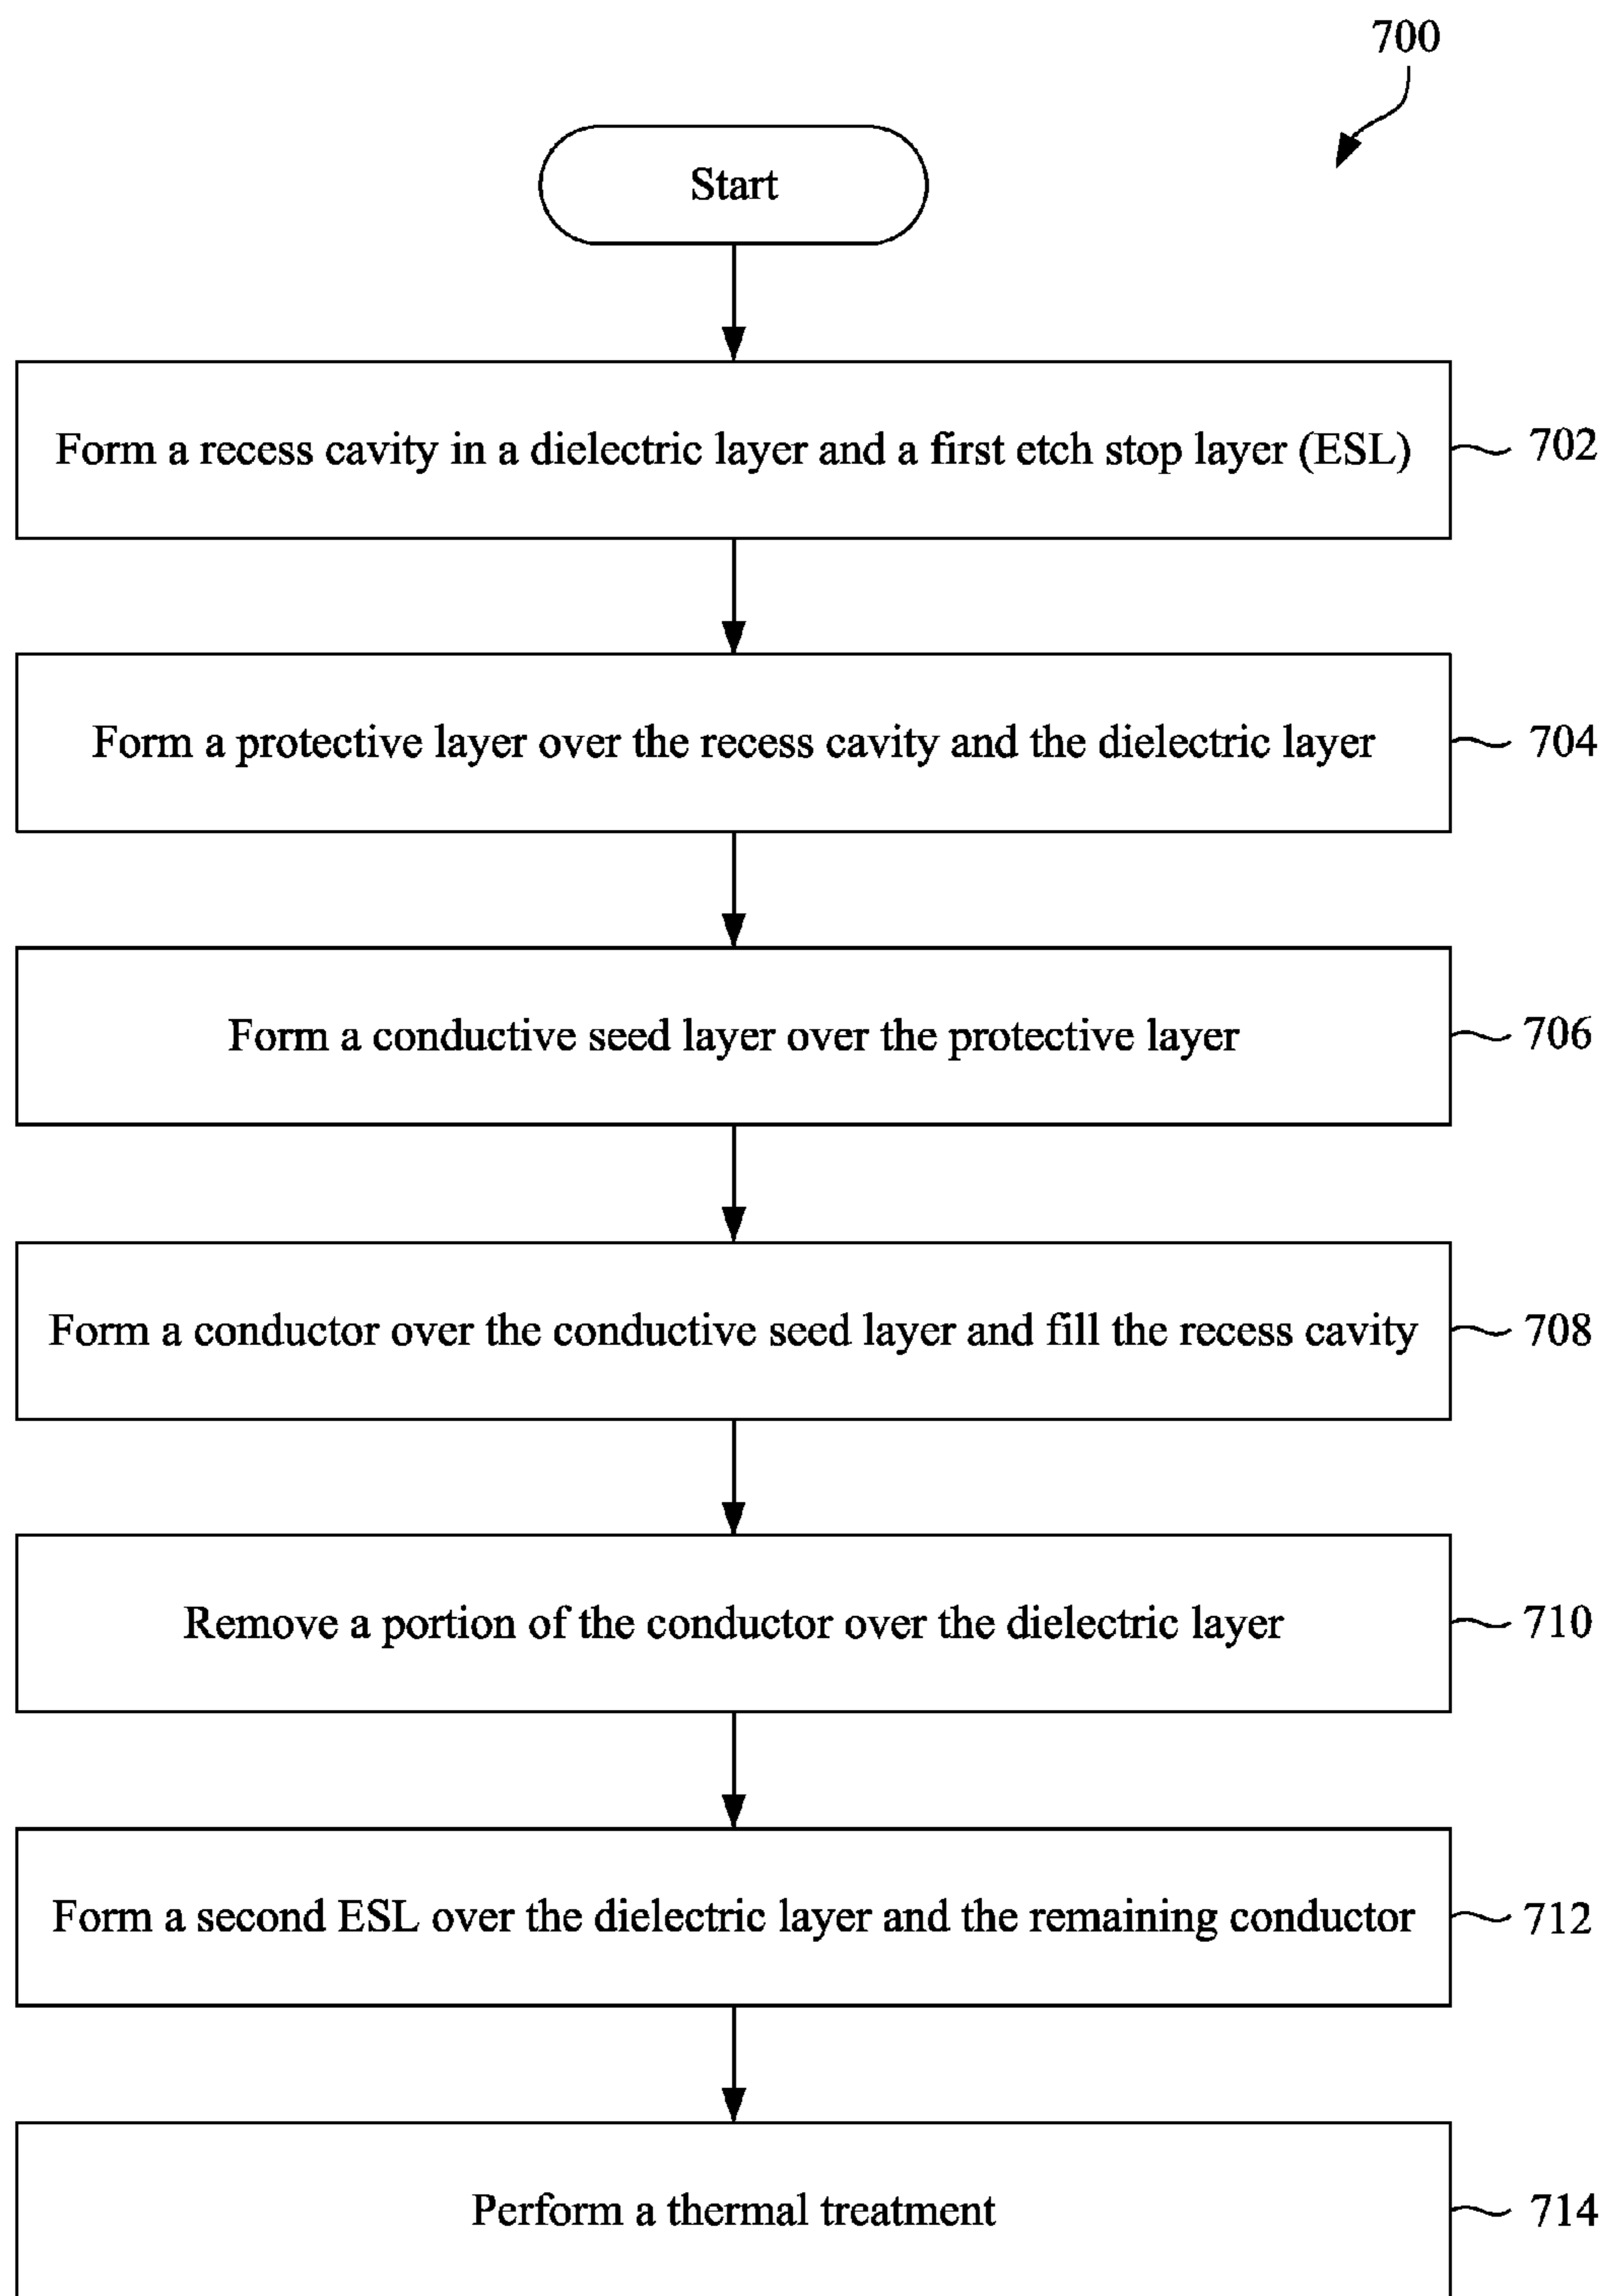 700
Start
Form a recess cavity in a dielectric layer and a first etch stop layer (ESL)
702
Form a protective layer over the recess cavity and the dielectric layer
704
Form a conductive seed layer over the protective layer
706
Form a conductor over the conductive seed layer and fill the recess cavity
708
Remove a portion of the conductor over the dielectric layer
710
Form a second ESL over the dielectric layer and the remaining conductor
712
Perform a thermal treatment
714